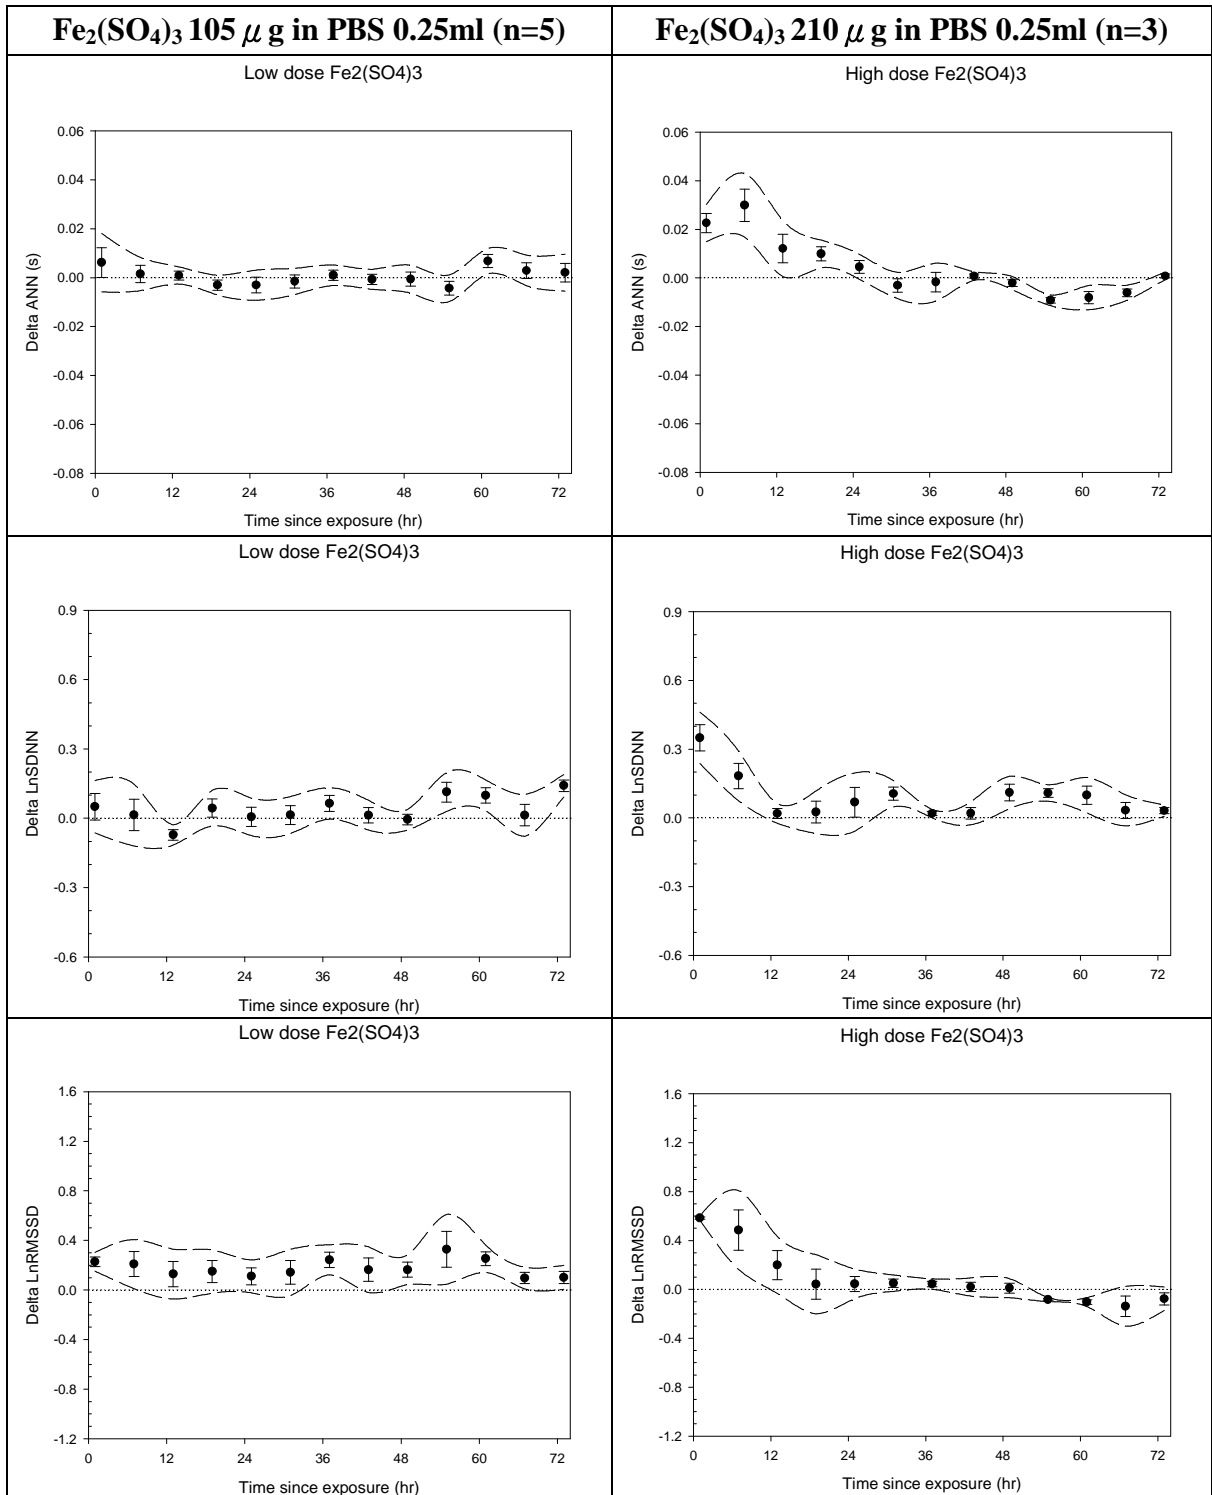 Fe₂(SO₄)₃ 105 μ g in PBS 0.25ml (n=5)
Fe₂(SO₄)₃ 210 μ g in PBS 0.25ml (n=3)
Low dose Fe2(SO4)3
0.06
0.04
0.02
0.00
-0.02
-0.04
-0.06
-0.08
Delta ANN (s)
0 12 24 36 48 60 72
Time since exposure (hr)
High dose Fe2(SO4)3
0.06
0.04
0.02
0.00
-0.02
-0.04
-0.06
-0.08
Delta ANN (s)
0 12 24 36 48 60 72
Time since exposure (hr)
Low dose Fe2(SO4)3
0.9
0.6
0.3
0.0
-0.3
-0.6
Delta LnSDNN
0 12 24 36 48 60 72
Time since exposure (hr)
High dose Fe2(SO4)3
0.9
0.6
0.3
0.0
-0.3
-0.6
Delta LnSDNN
0 12 24 36 48 60 72
Time since exposure (hr)
Low dose Fe2(SO4)3
1.6
1.2
0.8
0.4
0.0
-0.4
-0.8
-1.2
Delta LnRMSSD
0 12 24 36 48 60 72
Time since exposure (hr)
High dose Fe2(SO4)3
1.6
1.2
0.8
0.4
0.0
-0.4
-0.8
-1.2
Delta LnRMSSD
0 12 24 36 48 60 72
Time since exposure (hr)